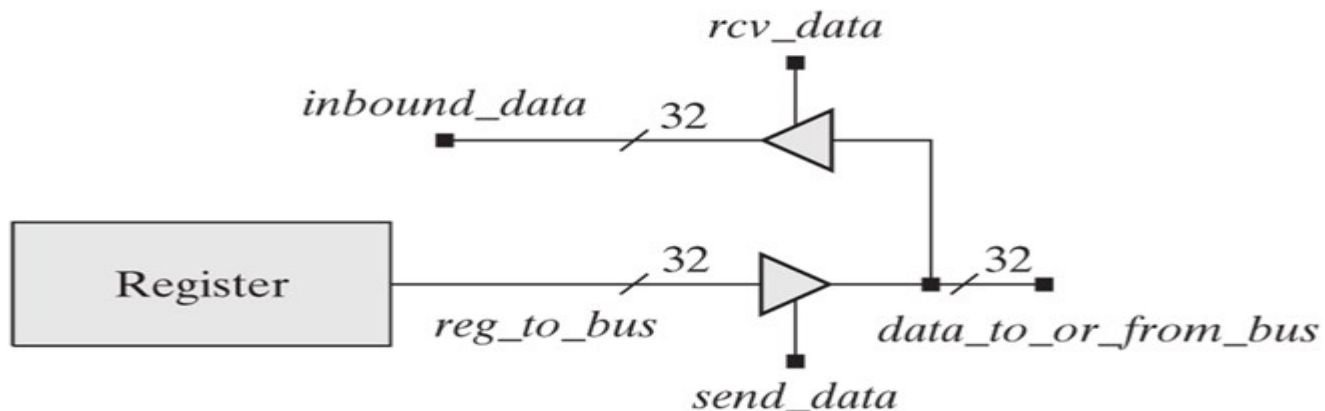 rcv_data
inbound_data
32
Register
32
32
reg_to_bus
data_to_or_from_bus
send_data